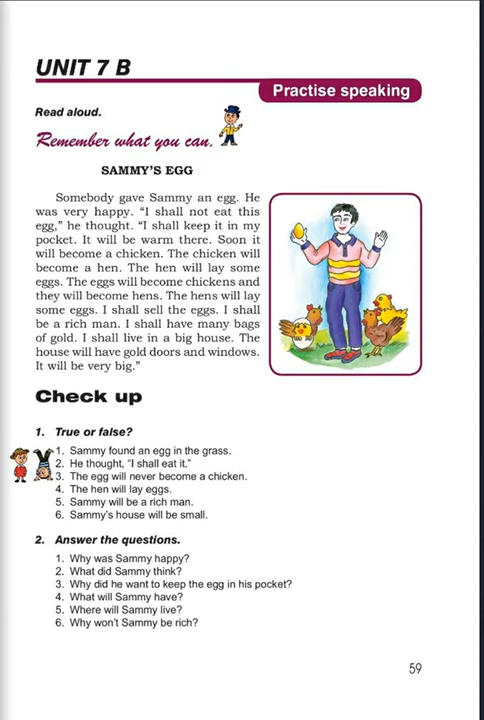 UNIT 7 B
Practise speaking
Read aloud.
Remember what you can.
SAMMY'S EGG
Somebody gave Sammy an egg. He
was very happy. “I shall not eat this
egg,” he thought. “I shall keep it in my
pocket. It will be warm there. Soon it
will become a chicken. The chicken will
become a hen. The hen will lay some
eggs. The eggs will become chickens and
they will become hens. The hens will lay
some eggs. I shall sell the eggs. I shall
be a rich man. I shall have many bags
of gold. I shall live in a big house. The
house will have gold doors and windows.
It will be very big.”
Check up
1. True or false?
1. Sammy found an egg in the grass.
2. He thought, “I shall eat it.”
3. The egg will never become a chicken.
4. The hen will lay eggs.
5. Sammy will be a rich man.
6. Sammy's house will be small.
2. Answer the questions.
1. Why was Sammy happy?
2. What did Sammy think?
3. Why did he want to keep the egg in his pocket?
4. What will Sammy have?
5. Where will Sammy live?
6. Why won't Sammy be rich?
59